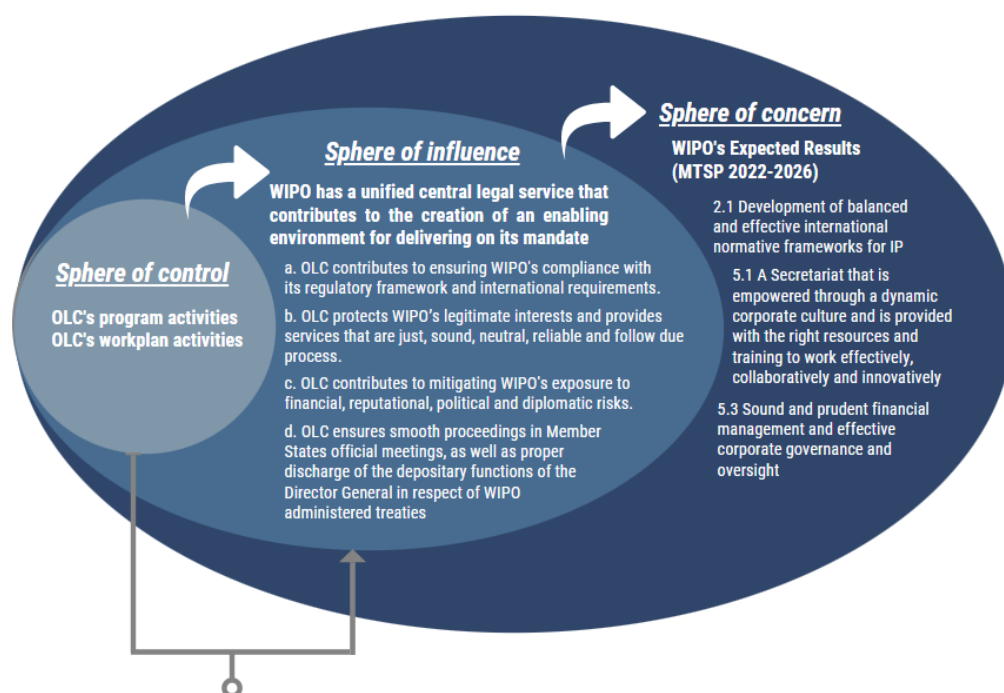 Sphere of control
OLC's program activities
OLC's workplan activities
Sphere of influence
WIPO has a unified central legal service that
contributes to the creation of an enabling
environment for delivering on its mandate
a. OLC contributes to ensuring WIPO's compliance with
its regulatory framework and international requirements.
b. OLC protects WIPO's legitimate interests and provides
services that are just, sound, neutral, reliable and follow due
process.
c. OLC contributes to mitigating WIPO's exposure to
financial, reputational, political and diplomatic risks.
d. OLC ensures smooth proceedings in Member
States official meetings, as well as proper
discharge of the depositary functions of the
Director General in respect of WIPO
administered treaties
Sphere of concern
WIPO's Expected Results
(MTSP 2022-2026)
2.1 Development of balanced
and effective international
normative frameworks for IP
5.1 A Secretariat that is
empowered through a dynamic
corporate culture and is provided
with the right resources and
training to work effectively,
collaboratively and innovatively
5.3 Sound and prudent financial
management and effective
corporate governance and
oversight